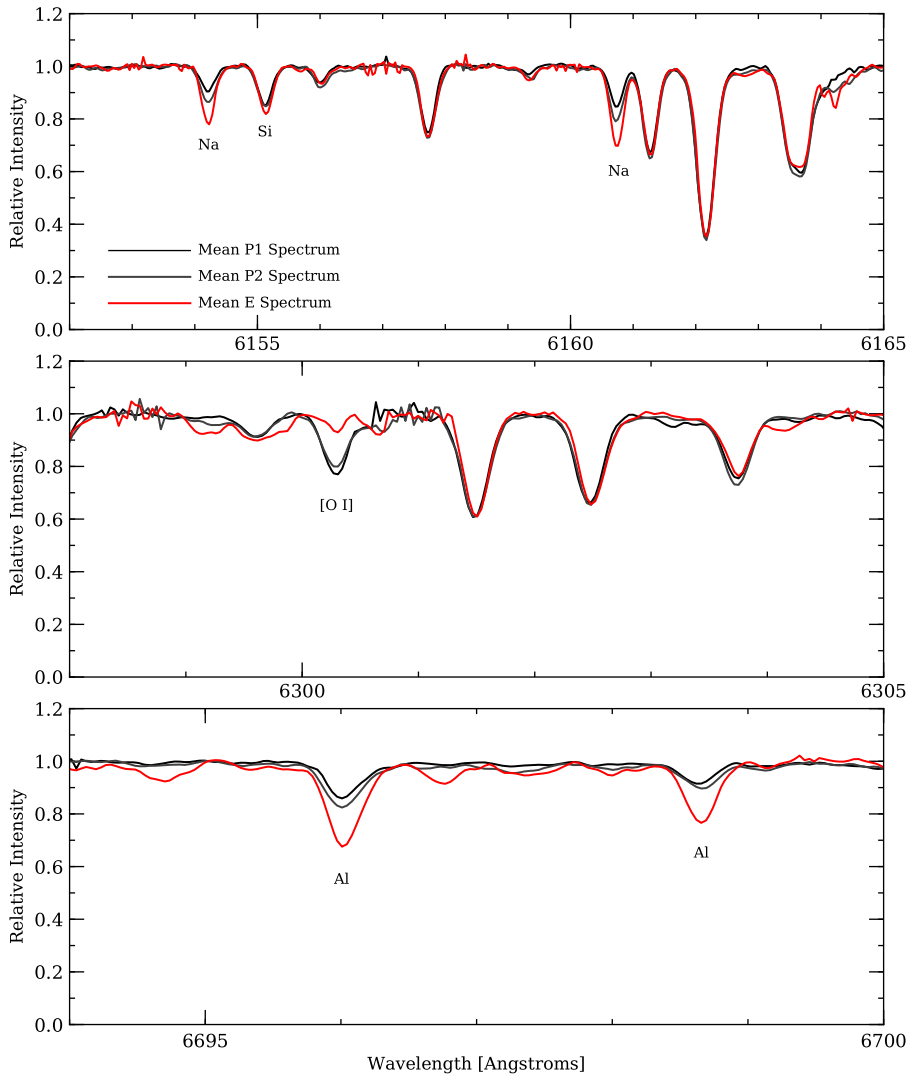 1.2
1.0
0.8
0.6
0.4
0.2
0.0
Relative Intensity
Na
Si
Na
Mean P1 Spectrum
Mean P2 Spectrum
Mean E Spectrum
6155
6160
6165
1.2
1.0
0.8
0.6
0.4
0.2
0.0
Relative Intensity
[O I]
6300
6305
1.2
1.0
0.8
0.6
0.4
0.2
0.0
Relative Intensity
Al
Al
6695
6700
Wavelength [Angstroms]